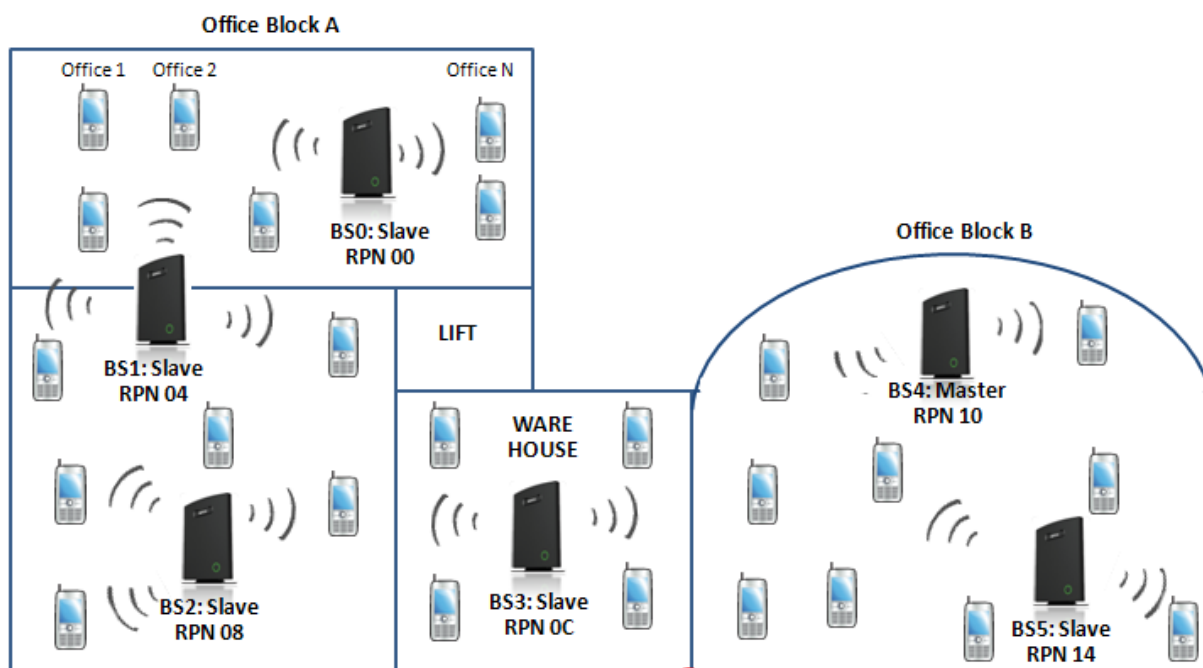 Office Block A
Office 1
Office 2
Office N
BS0: Slave
RPN 00
Office Block B
BS1: Slave
RPN 04
LIFT
BS4: Master
RPN 10
WARE
HOUSE
BS2: Slave
RPN 08
BS3: Slave
RPN 0C
BS5: Slave
RPN 14